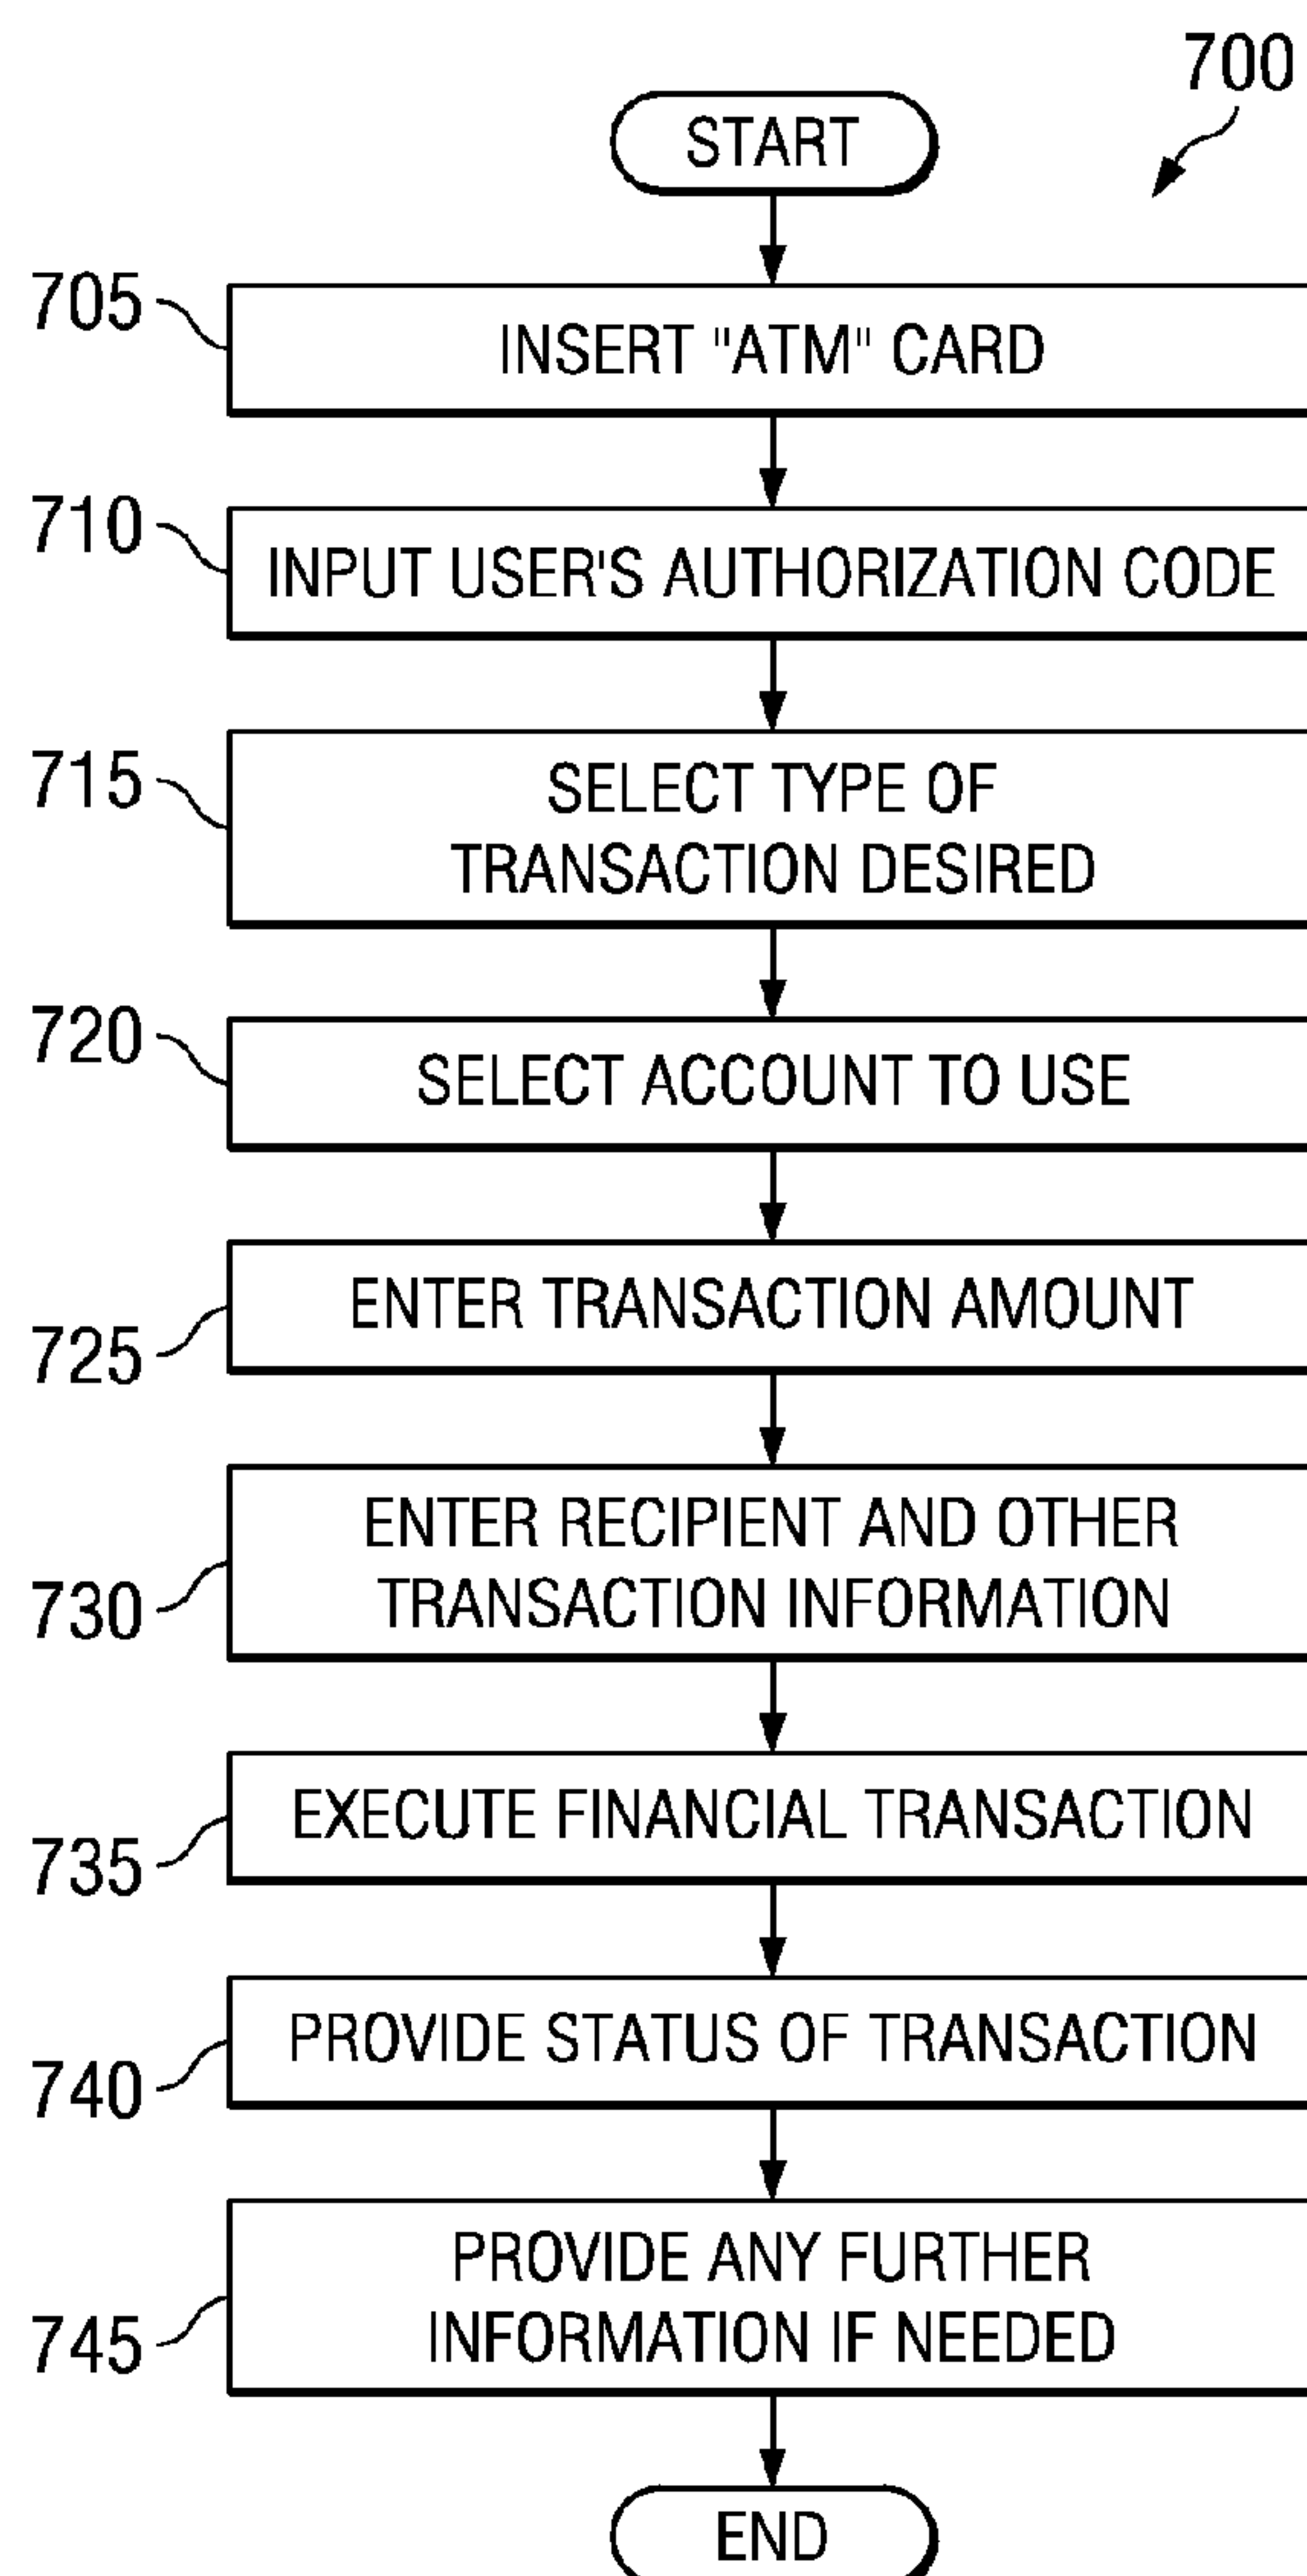 700
START
705
INSERT "ATM" CARD
710
INPUT USER'S AUTHORIZATION CODE
715
SELECT TYPE OF
TRANSACTION DESIRED
720
SELECT ACCOUNT TO USE
725
ENTER TRANSACTION AMOUNT
730
ENTER RECIPIENT AND OTHER
TRANSACTION INFORMATION
735
EXECUTE FINANCIAL TRANSACTION
740
PROVIDE STATUS OF TRANSACTION
745
PROVIDE ANY FURTHER
INFORMATION IF NEEDED
END